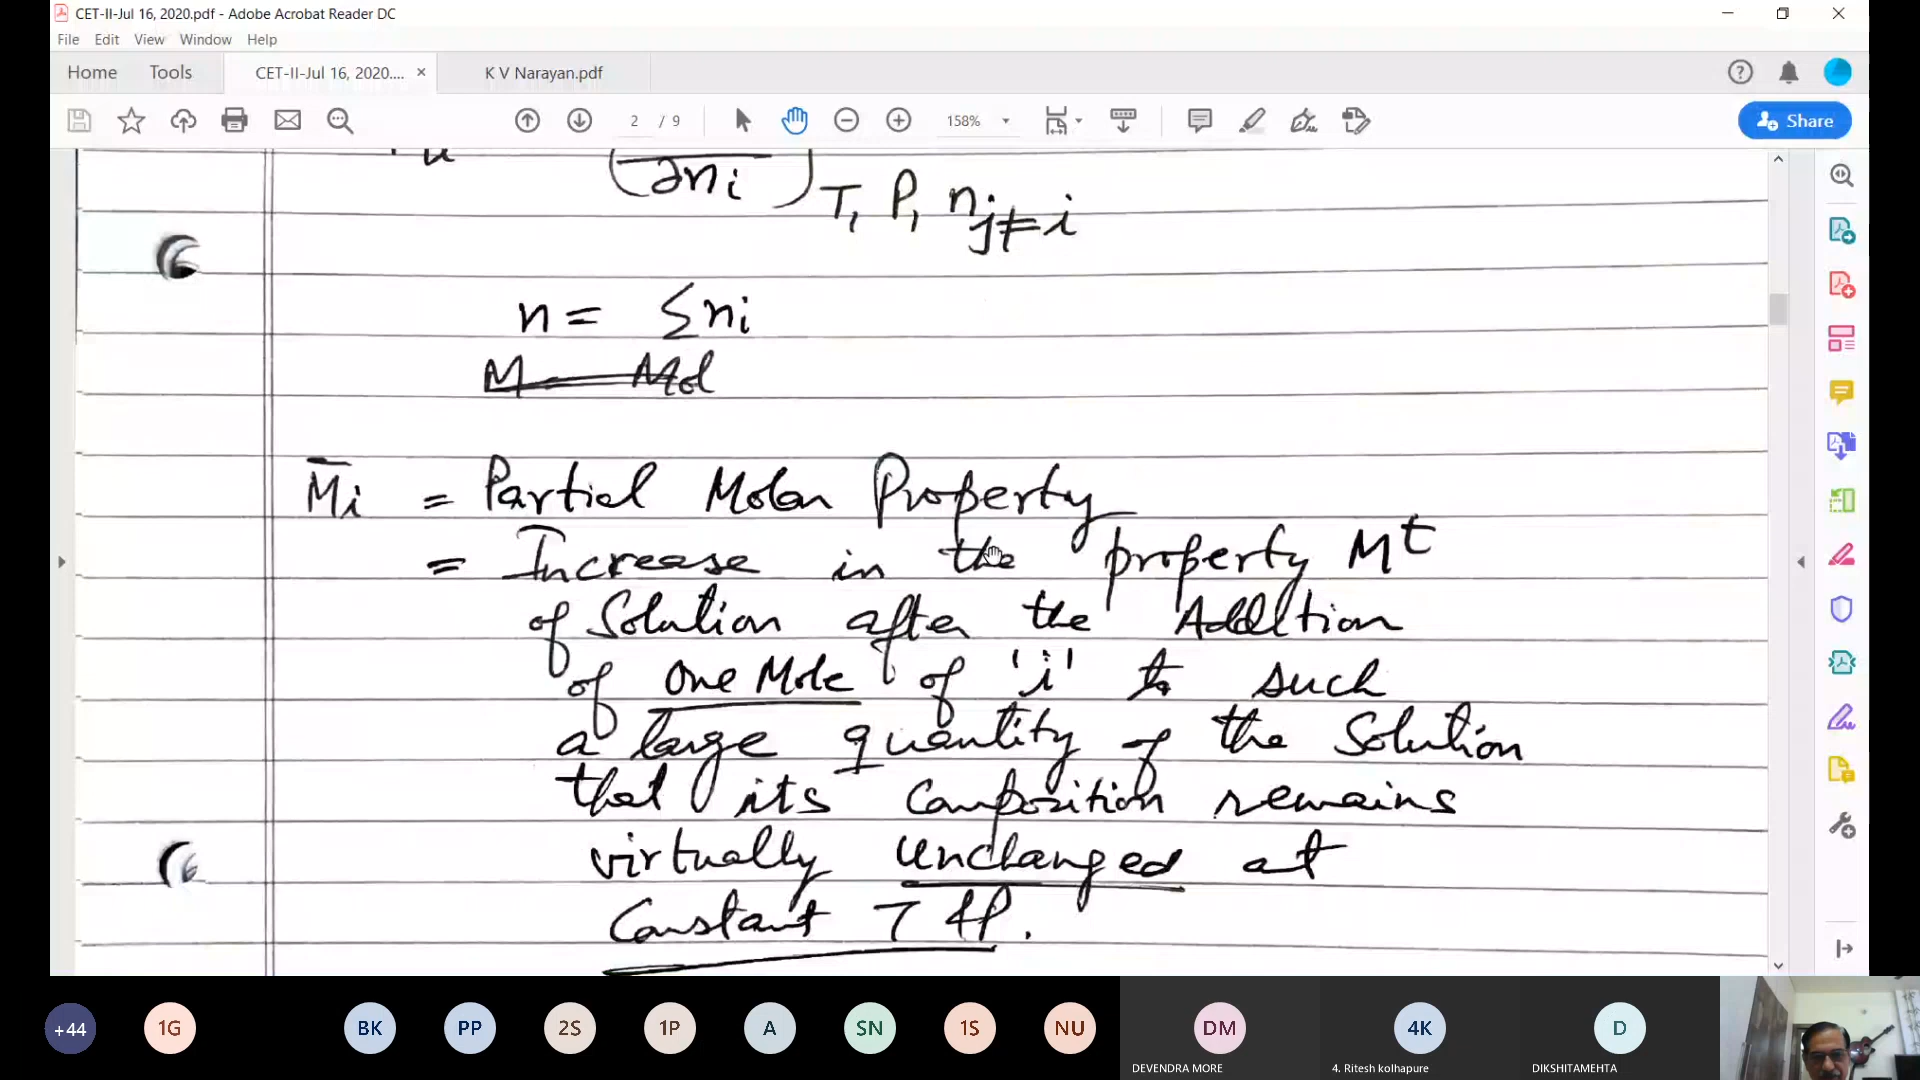 CET-II-Jul 16, 2020.pdf - Adobe Acrobat Reader DC
File Edit View Window Help
Home Tools CET-II-Jul 16, 2020.... × K V Narayan.pdf
2 / 9 158% Share
∂ni T, P, nj≠i
n = Σni
M = Mol
M̄i = Partial Molar Property
= Increase in the property Mᵗ
of Solution after the Addition
of One Mole of 'i' to such
a large quantity of the Solution
that its Composition remains
virtually unchanged at
Constant T & P.
+44 1G BK PP 2S 1P A SN 1S NU DM 4K D
DEVENDRA MORE 4. Ritesh kolhapure DIKSHITAMEHTA